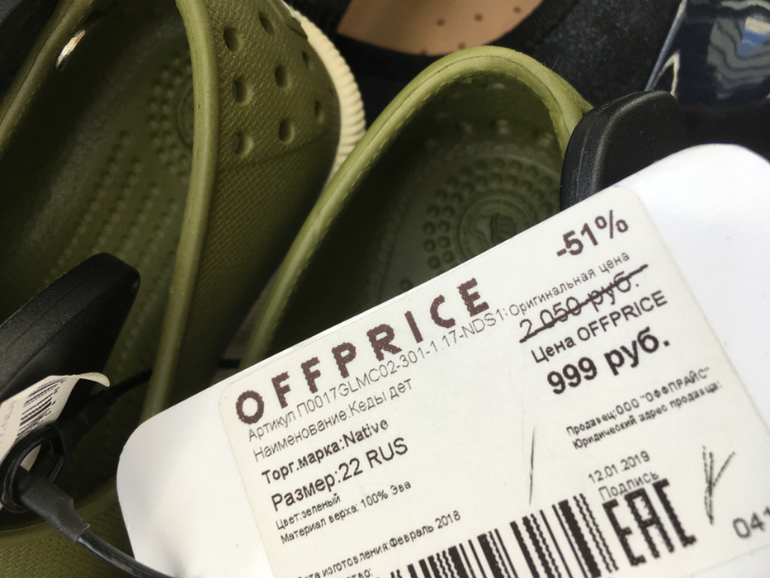 -51%
OFFPRICE
Оригинальная цена
2 050 руб.
Цена OFFPRICE
999 руб.
Артикул П0017GLMC02-301-1.17-NDS1:
Наименование:Кеды дет
Торг.марка:Native
Размер:22 RUS
Цвет:зеленый
Материал верха: 100% Эва
Продавец:ООО "ОФФПРАЙС"
Юридический адрес продавца:
12.01.2019
Подпись
изготовления:Февраль 2018
EAC
041